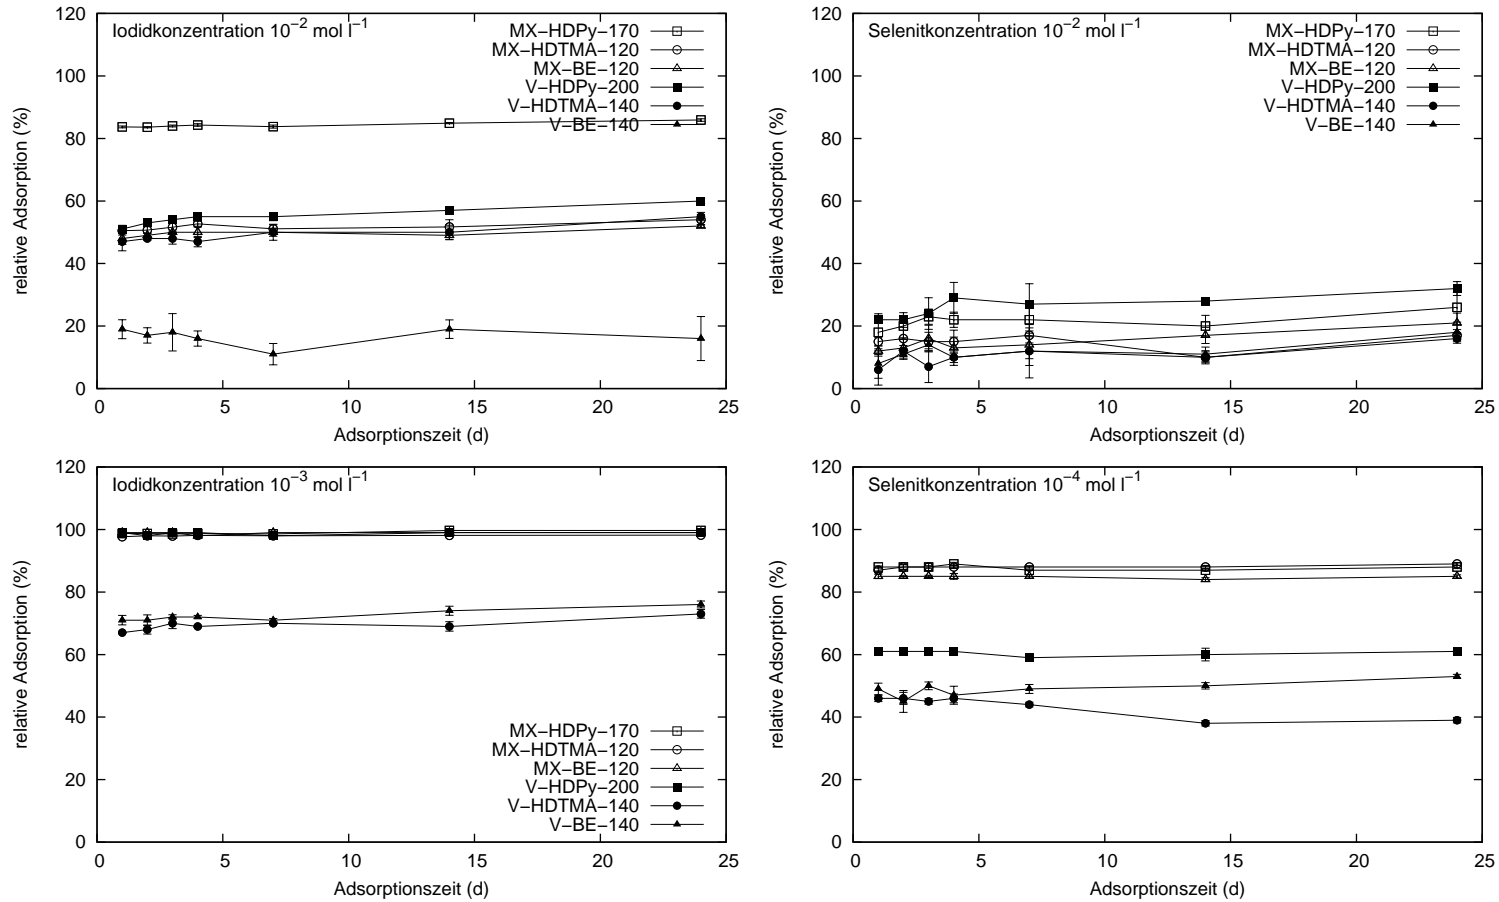 Iodidkonzentration 10⁻² mol l⁻¹
MX−HDPy−170
MX−HDTMA−120
MX−BE−120
V−HDPy−200
V−HDTMA−140
V−BE−140
relative Adsorption (%)
120
100
80
60
40
20
0
0 5 10 15 20 25
Adsorptionszeit (d)
Selenitkonzentration 10⁻² mol l⁻¹
MX−HDPy−170
MX−HDTMA−120
MX−BE−120
V−HDPy−200
V−HDTMA−140
V−BE−140
relative Adsorption (%)
120
100
80
60
40
20
0
0 5 10 15 20 25
Adsorptionszeit (d)
Iodidkonzentration 10⁻³ mol l⁻¹
relative Adsorption (%)
120
100
80
60
40
20
0
MX−HDPy−170
MX−HDTMA−120
MX−BE−120
V−HDPy−200
V−HDTMA−140
V−BE−140
0 5 10 15 20 25
Adsorptionszeit (d)
Selenitkonzentration 10⁻⁴ mol l⁻¹
relative Adsorption (%)
120
100
80
60
40
20
0
0 5 10 15 20 25
Adsorptionszeit (d)